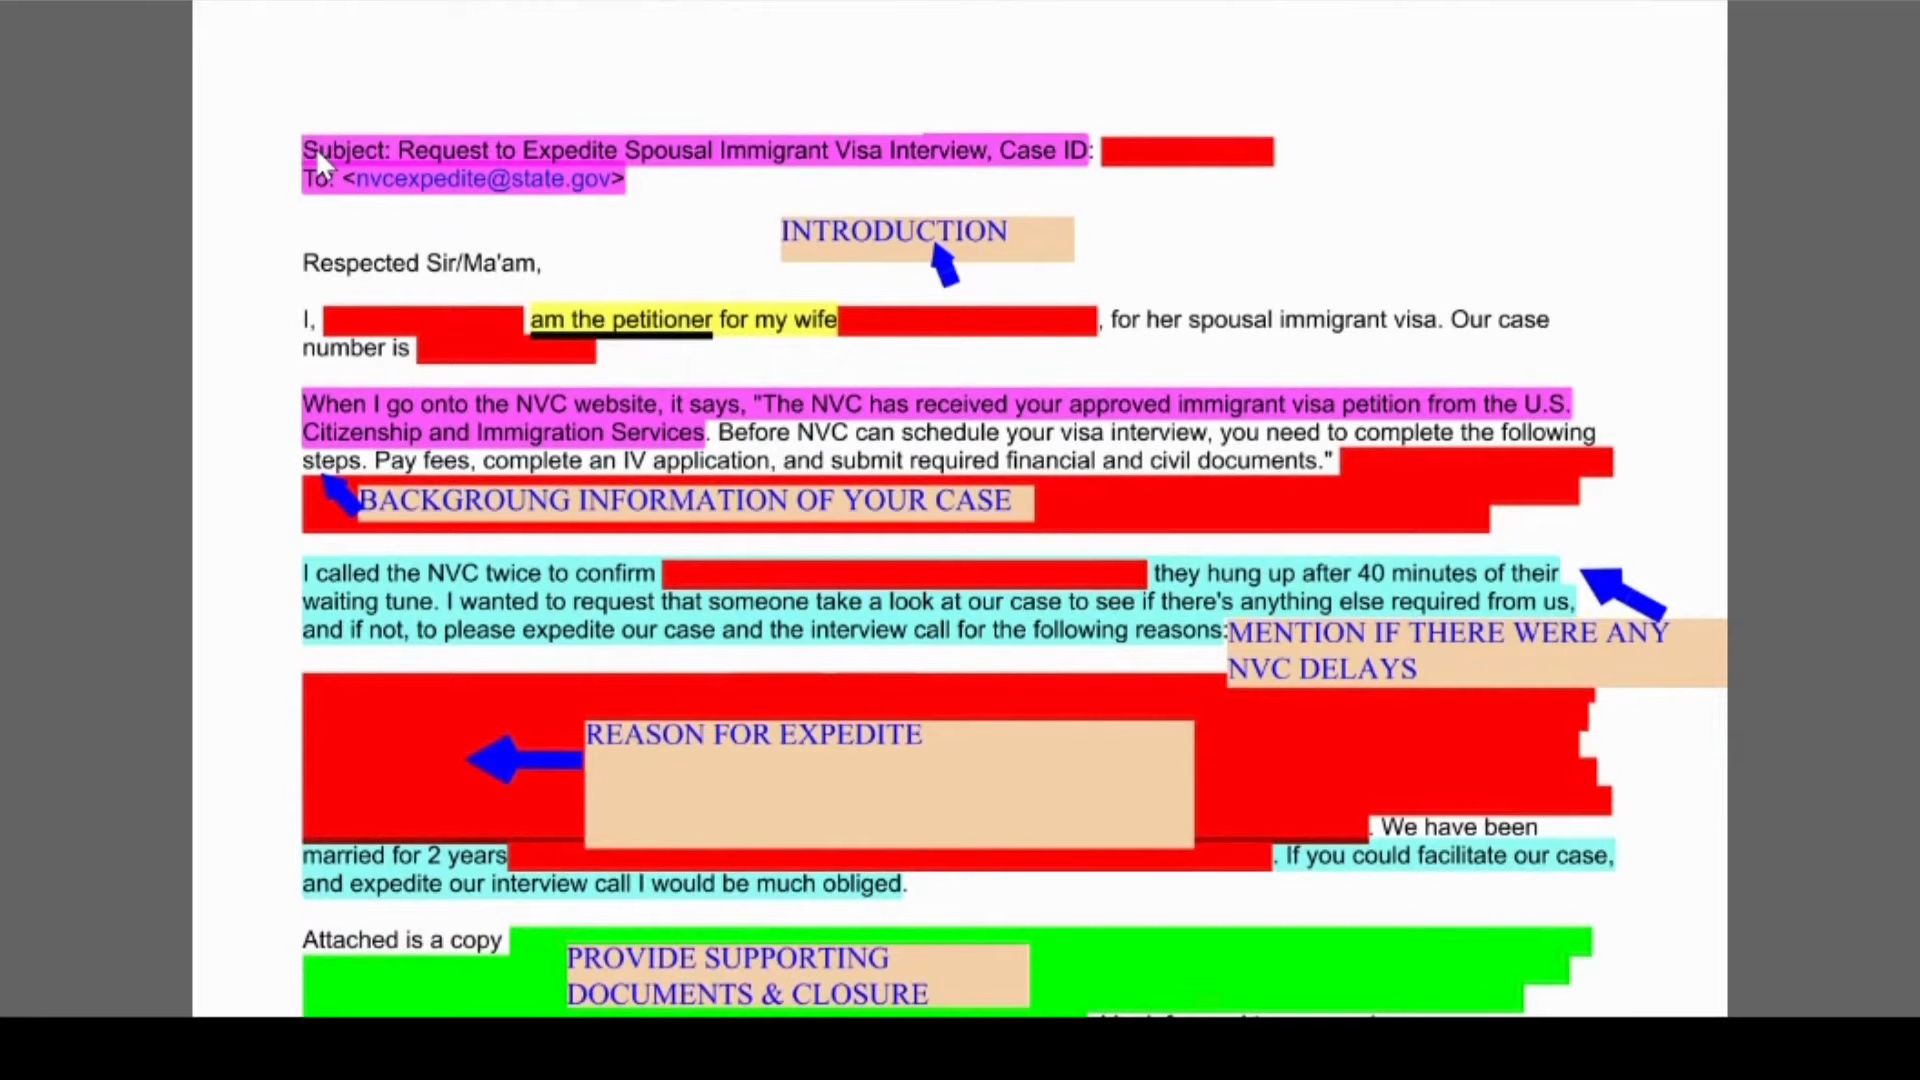 Subject: Request to Expedite Spousal Immigrant Visa Interview, Case ID:
To: <nvcexpedite@state.gov>
INTRODUCTION
Respected Sir/Ma'am,
I, am the petitioner for my wife , for her spousal immigrant visa. Our case
number is
When I go onto the NVC website, it says, "The NVC has received your approved immigrant visa petition from the U.S.
Citizenship and Immigration Services. Before NVC can schedule your visa interview, you need to complete the following
steps. Pay fees, complete an IV application, and submit required financial and civil documents."
BACKGROUNG INFORMATION OF YOUR CASE
I called the NVC twice to confirm they hung up after 40 minutes of their
waiting tune. I wanted to request that someone take a look at our case to see if there's anything else required from us,
and if not, to please expedite our case and the interview call for the following reasons:
MENTION IF THERE WERE ANY
NVC DELAYS
REASON FOR EXPEDITE
. We have been
married for 2 years . If you could facilitate our case,
and expedite our interview call I would be much obliged.
Attached is a copy
PROVIDE SUPPORTING
DOCUMENTS & CLOSURE